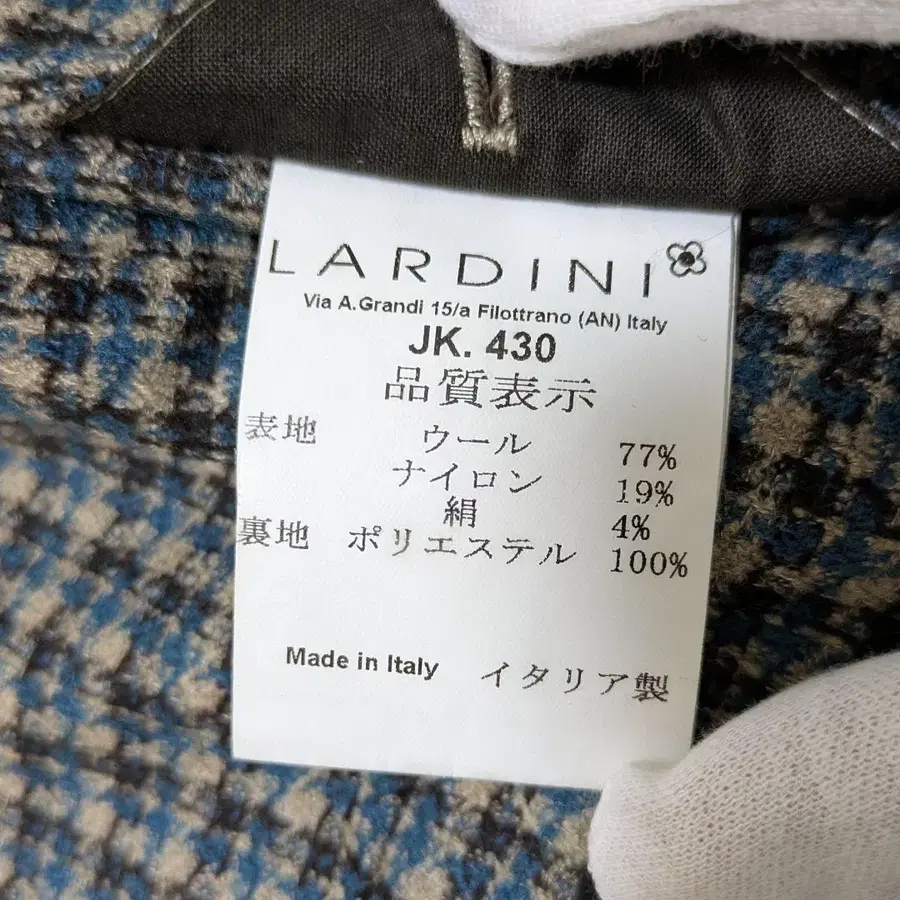 LARDINI
Via A.Grandi 15/a Filottrano (AN) Italy
JK. 430
品質表示
表地 ウール 77%
ナイロン 19%
絹 4%
裏地 ポリエステル 100%
Made in Italy イタリア製